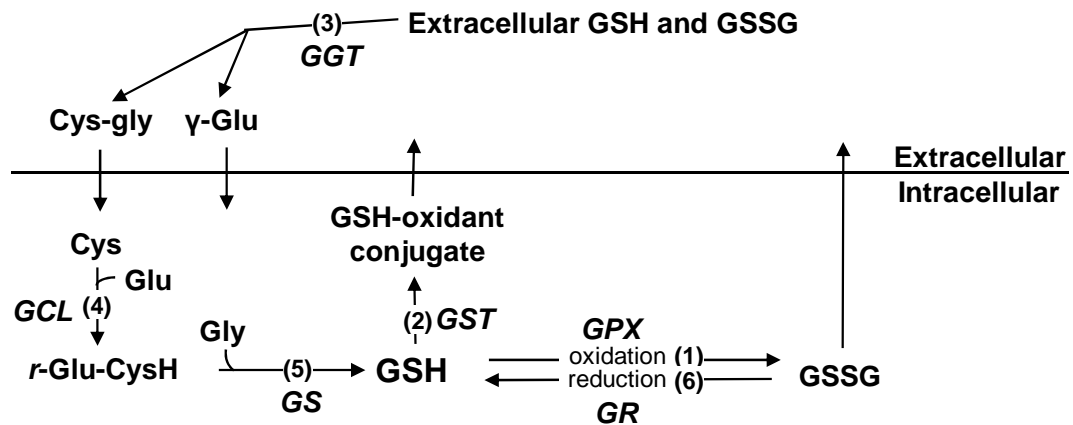 (3) Extracellular GSH and GSSG
GGT
Cys-gly γ-Glu
Extracellular
Intracellular
GSH-oxidant
conjugate
Cys
Glu
GCL (4)
Gly
(2) GST
GPX
r-Glu-CysH
(5)
GS
GSH
oxidation (1)
reduction (6)
GR
GSSG